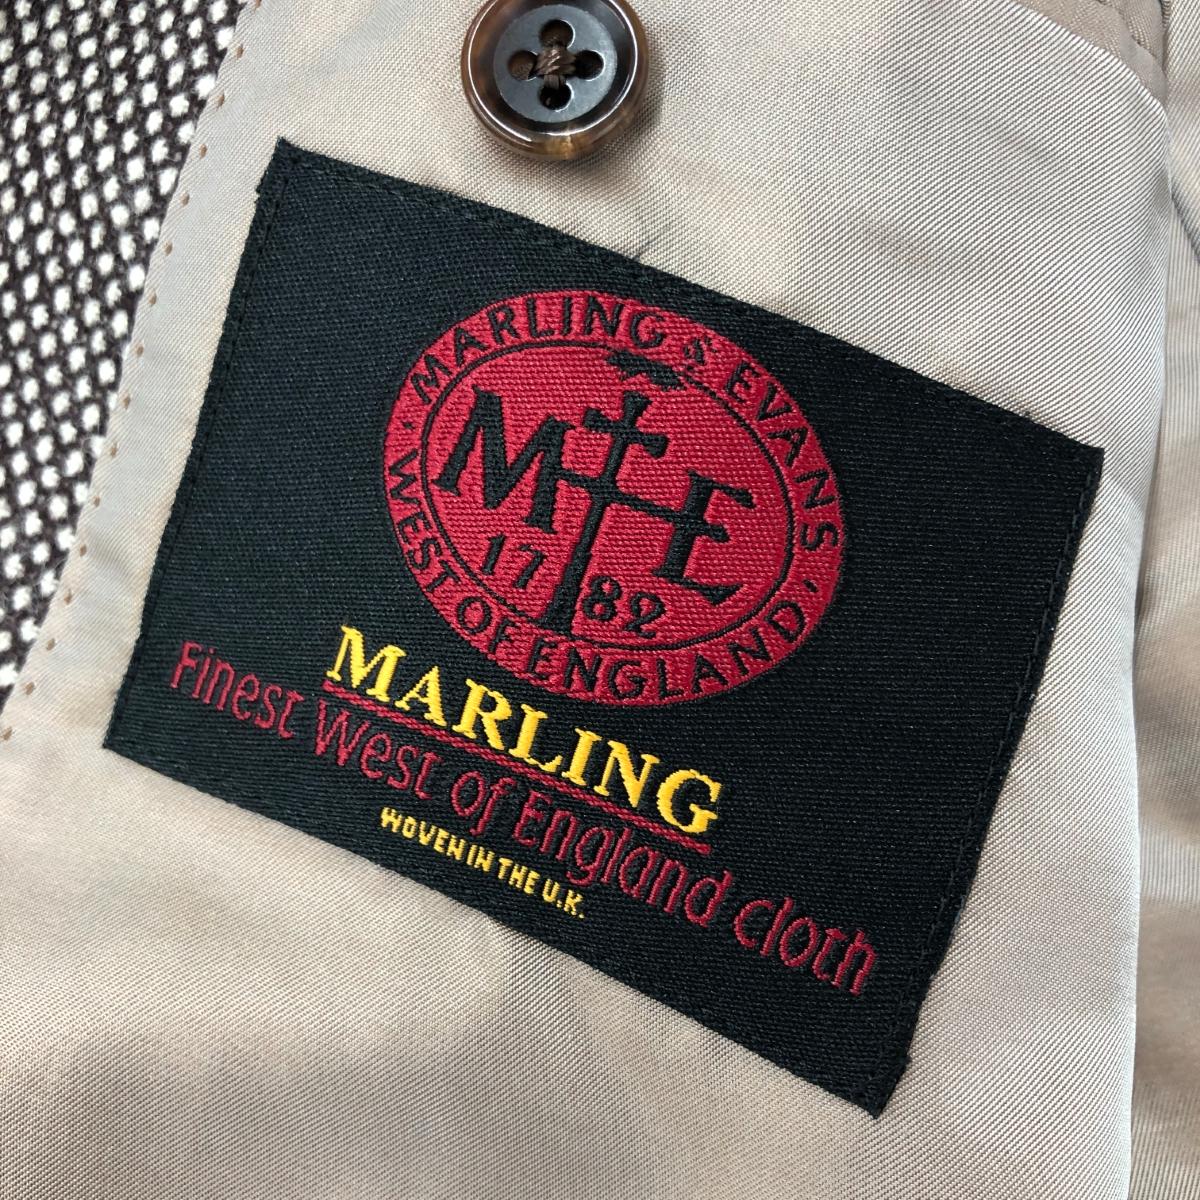 MARLING & EVANS
'WEST OF ENGLAND'
M E
17 82
MARLING
Finest West of England cloth
WOVEN IN THE U.K.